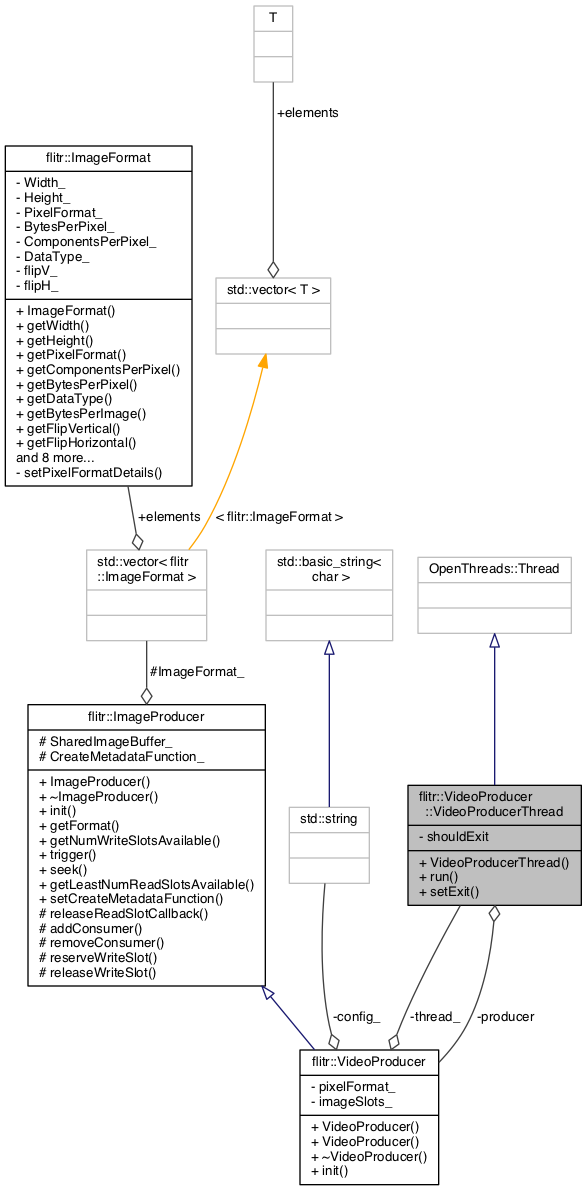 T
+elements
flitr::ImageFormat
- Width_
- Height_
- PixelFormat_
- BytesPerPixel_
- ComponentsPerPixel_
- DataType_
- flipV_
- flipH_
+ ImageFormat()
+ getWidth()
+ getHeight()
+ getPixelFormat()
+ getComponentsPerPixel()
+ getBytesPerPixel()
+ getDataType()
+ getBytesPerImage()
+ getFlipVertical()
+ getFlipHorizontal()
and 8 more...
- setPixelFormatDetails()
std::vector< T >
+elements
< flitr::ImageFormat >
std::vector< flitr
::ImageFormat >
std::basic_string<
char >
OpenThreads::Thread
#ImageFormat_
flitr::ImageProducer
# SharedImageBuffer_
# CreateMetadataFunction_
+ ImageProducer()
+ ~ImageProducer()
+ init()
+ getFormat()
+ getNumWriteSlotsAvailable()
+ trigger()
+ seek()
+ getLeastNumReadSlotsAvailable()
+ setCreateMetadataFunction()
# releaseReadSlotCallback()
# addConsumer()
# removeConsumer()
# reserveWriteSlot()
# releaseWriteSlot()
std::string
flitr::VideoProducer
::VideoProducerThread
- shouldExit
+ VideoProducerThread()
+ run()
+ setExit()
-config_
-thread_
-producer
flitr::VideoProducer
- pixelFormat_
- imageSlots_
+ VideoProducer()
+ VideoProducer()
+ ~VideoProducer()
+ init()